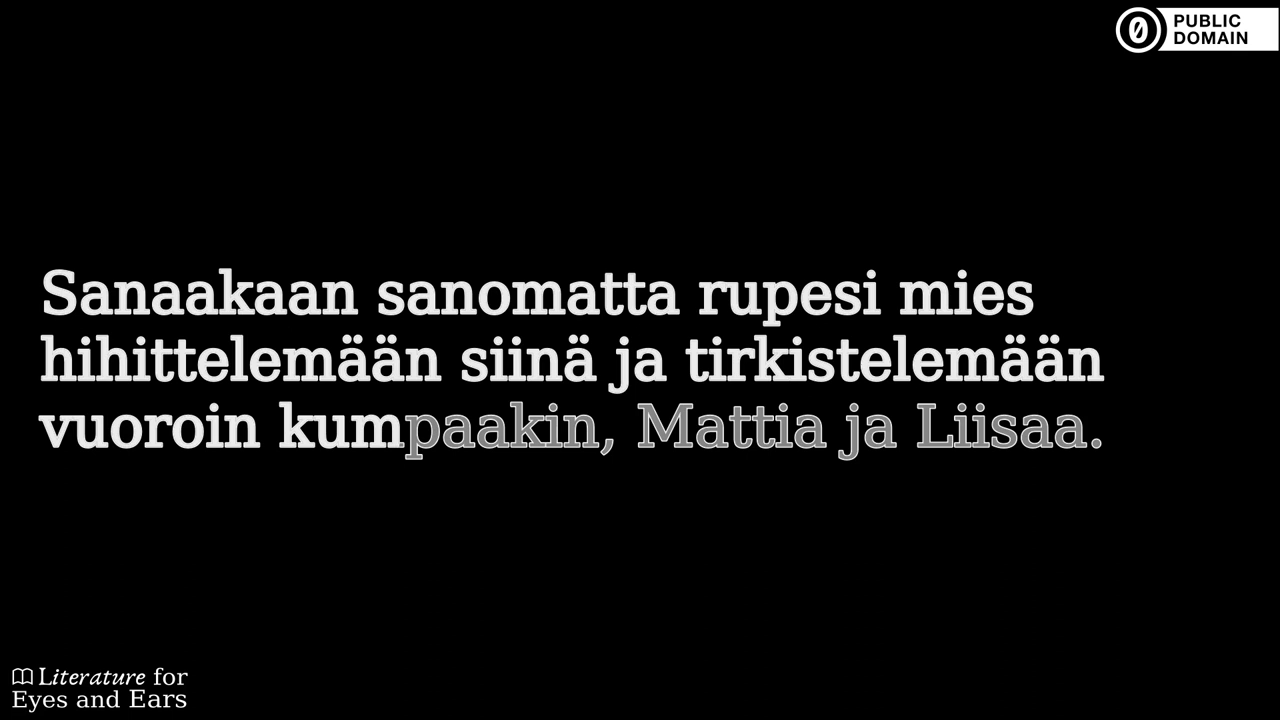 PUBLIC
DOMAIN
Sanaakaan sanomatta rupesi mies
hihittelemään siinä ja tirkistelemään
vuoroin kumpaakin, Mattia ja Liisaa.
Literature for
Eyes and Ears